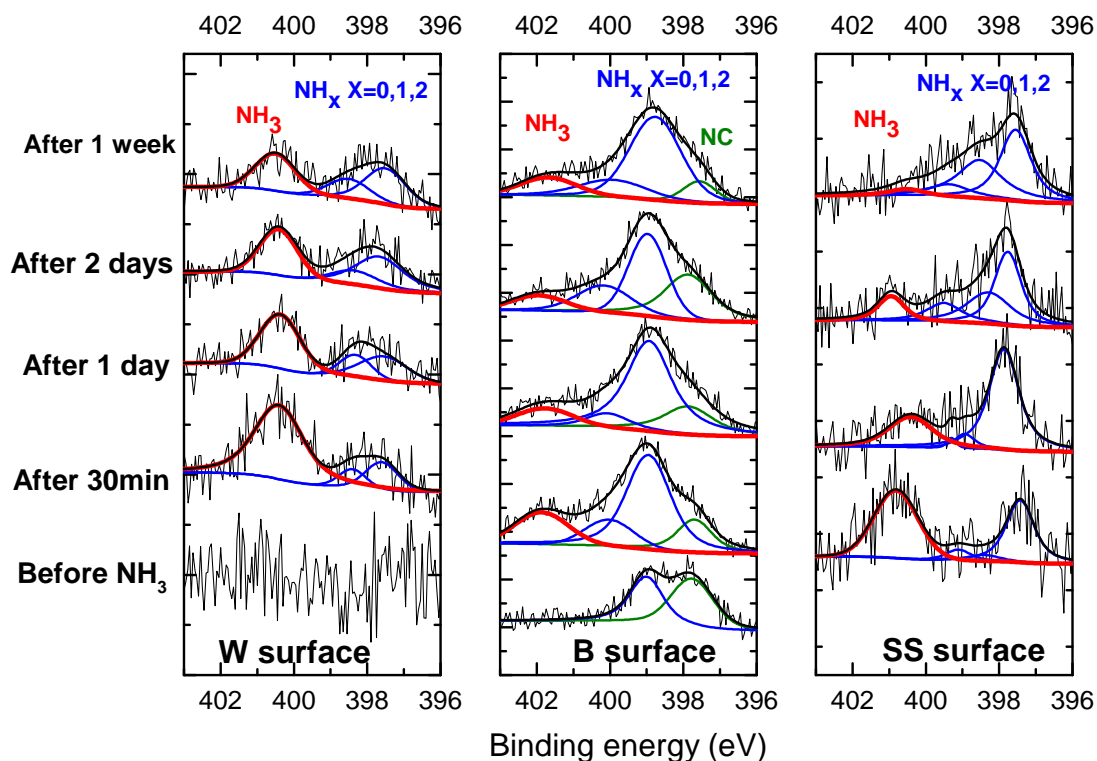 402 400 398 396 402 400 398 396 402 400 398 396
NHx X=0,1,2 NHx X=0,1,2 NHx X=0,1,2
NH3 NH3 NC NH3
After 1 week
After 2 days
After 1 day
After 30min
Before NH3
W surface B surface SS surface
402 400 398 396 402 400 398 396 402 400 398 396
Binding energy (eV)